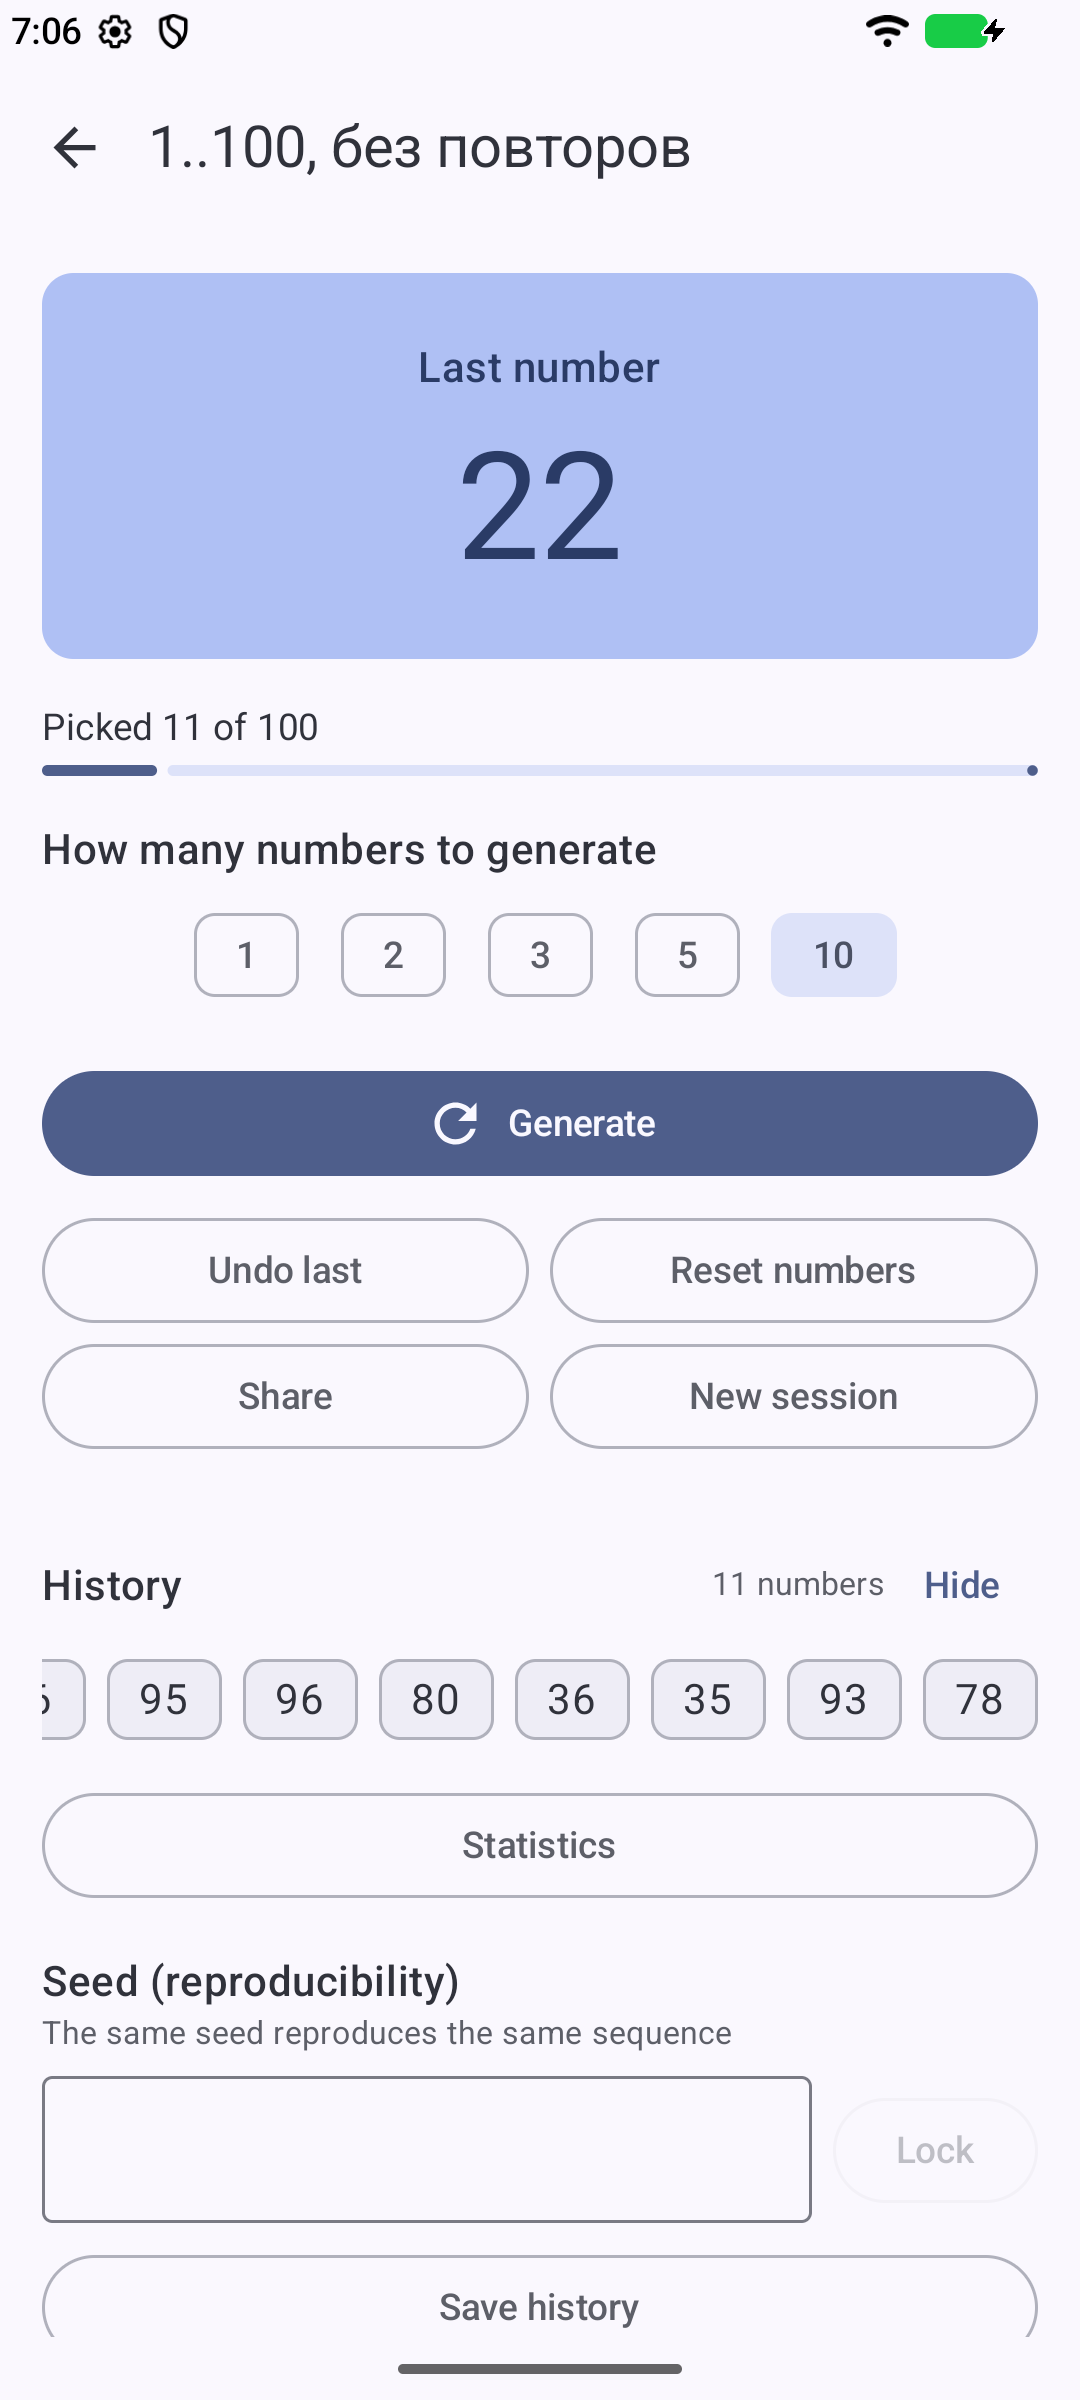 7:06
1..100, без повторов
Last number
22
Picked 11 of 100
How many numbers to generate
1 2 3 5 10
Generate
Undo last Reset numbers
Share New session
History 11 numbers Hide
95 96 80 36 35 93 78
Statistics
Seed (reproducibility)
The same seed reproduces the same sequence
Lock
Save history